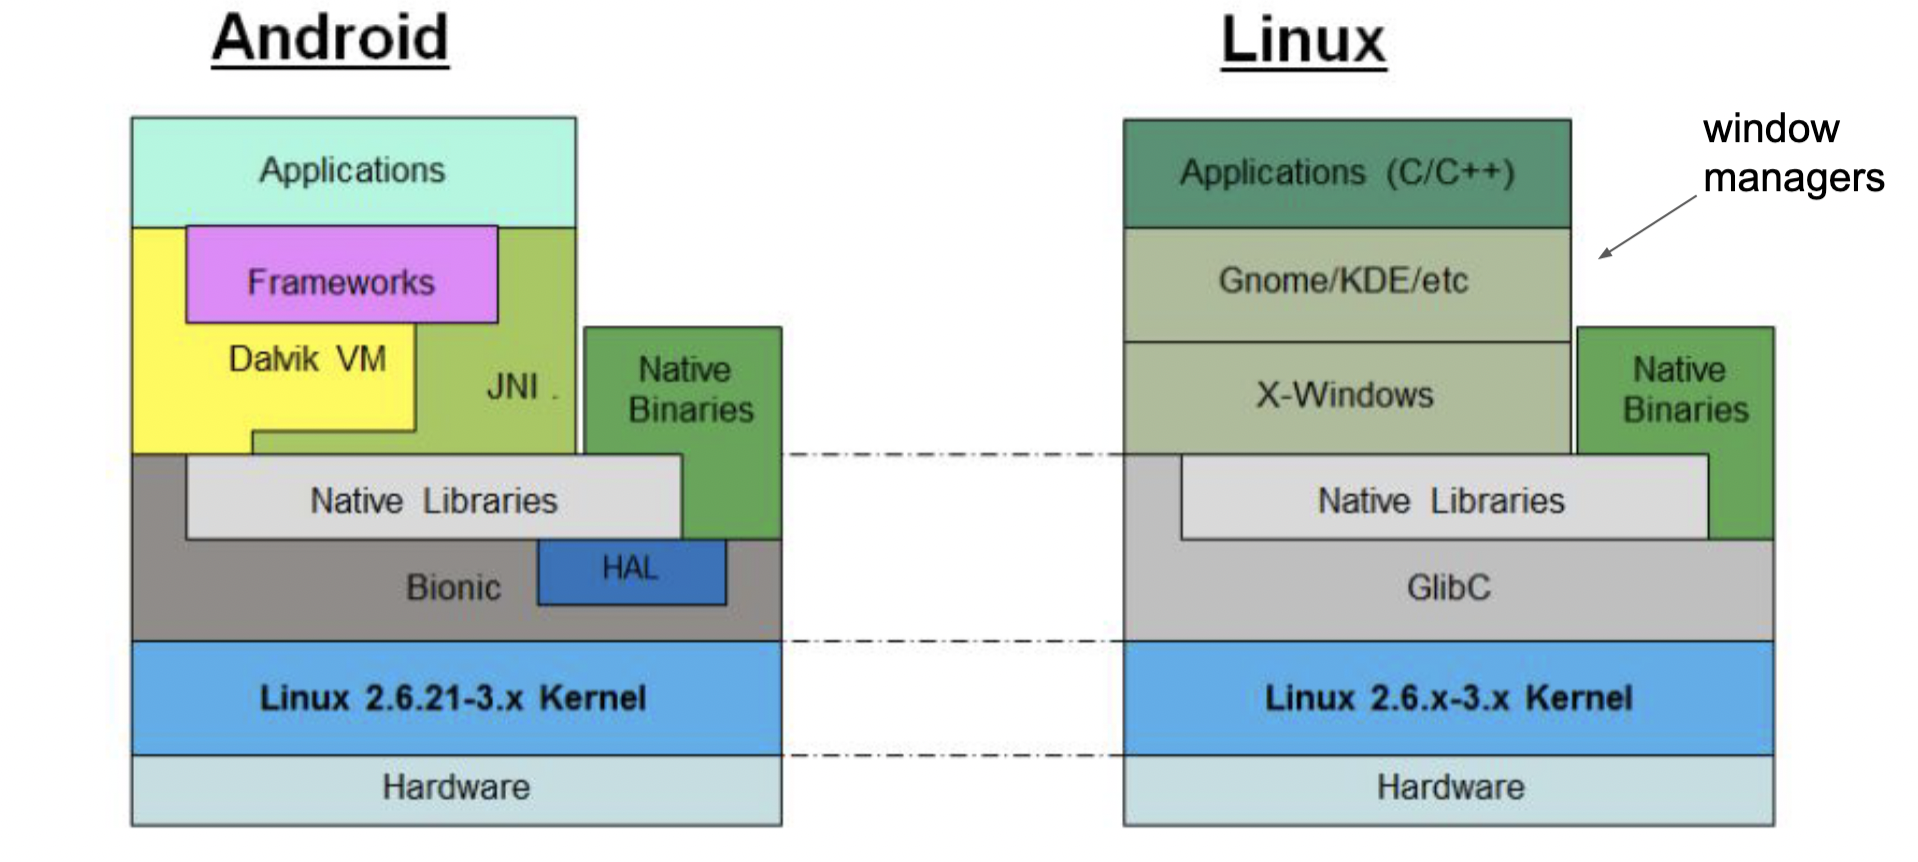 Android
Applications
Frameworks
Dalvik VM
JNI .
Native
Binaries
Native Libraries
HAL
Bionic
Linux 2.6.21-3.x Kernel
Hardware
Linux
window
managers
Applications (C/C++)
Gnome/KDE/etc
X-Windows
Native
Binaries
Native Libraries
GlibC
Linux 2.6.x-3.x Kernel
Hardware